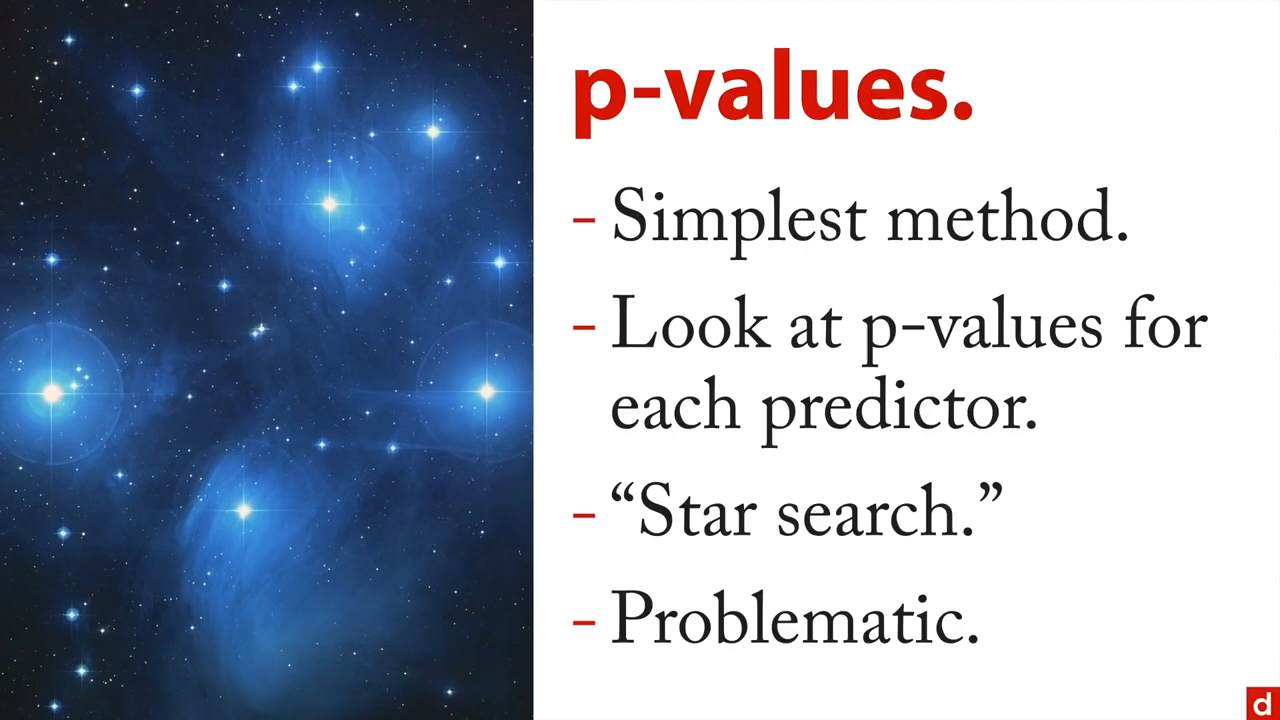 p-values.
- Simplest method.
- Look at p-values for
each predictor.
- “Star search.”
- Problematic.
d